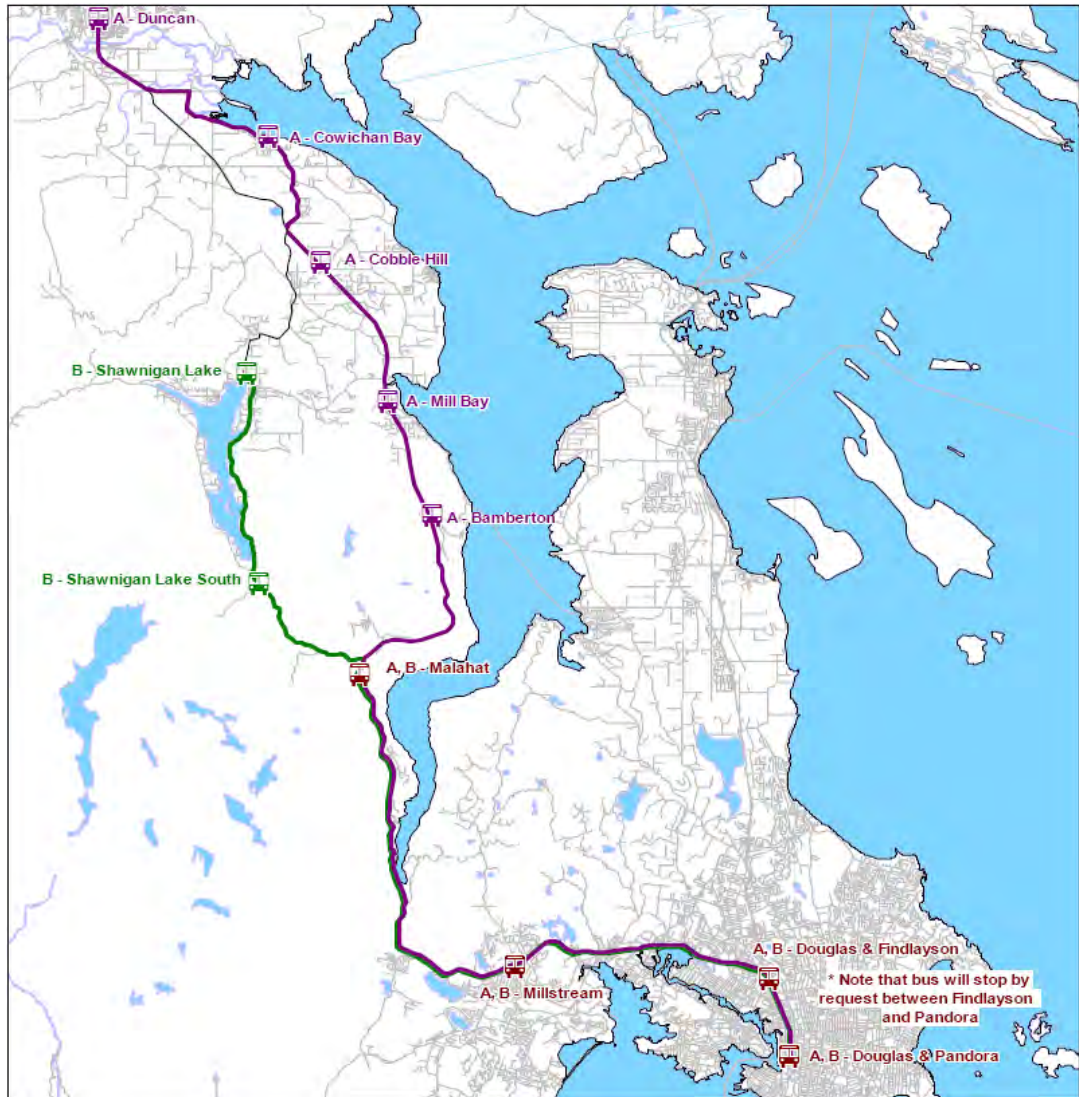 A - Duncan
A - Cowichan Bay
A - Cobble Hill
B - Shawnigan Lake
A - Mill Bay
A - Bamberton
B - Shawnigan Lake South
A, B - Malahat
A, B - Douglas & Findlayson
* Note that bus will stop by
request between Findlayson
and Pandora
A, B - Millstream
A, B - Douglas & Pandora